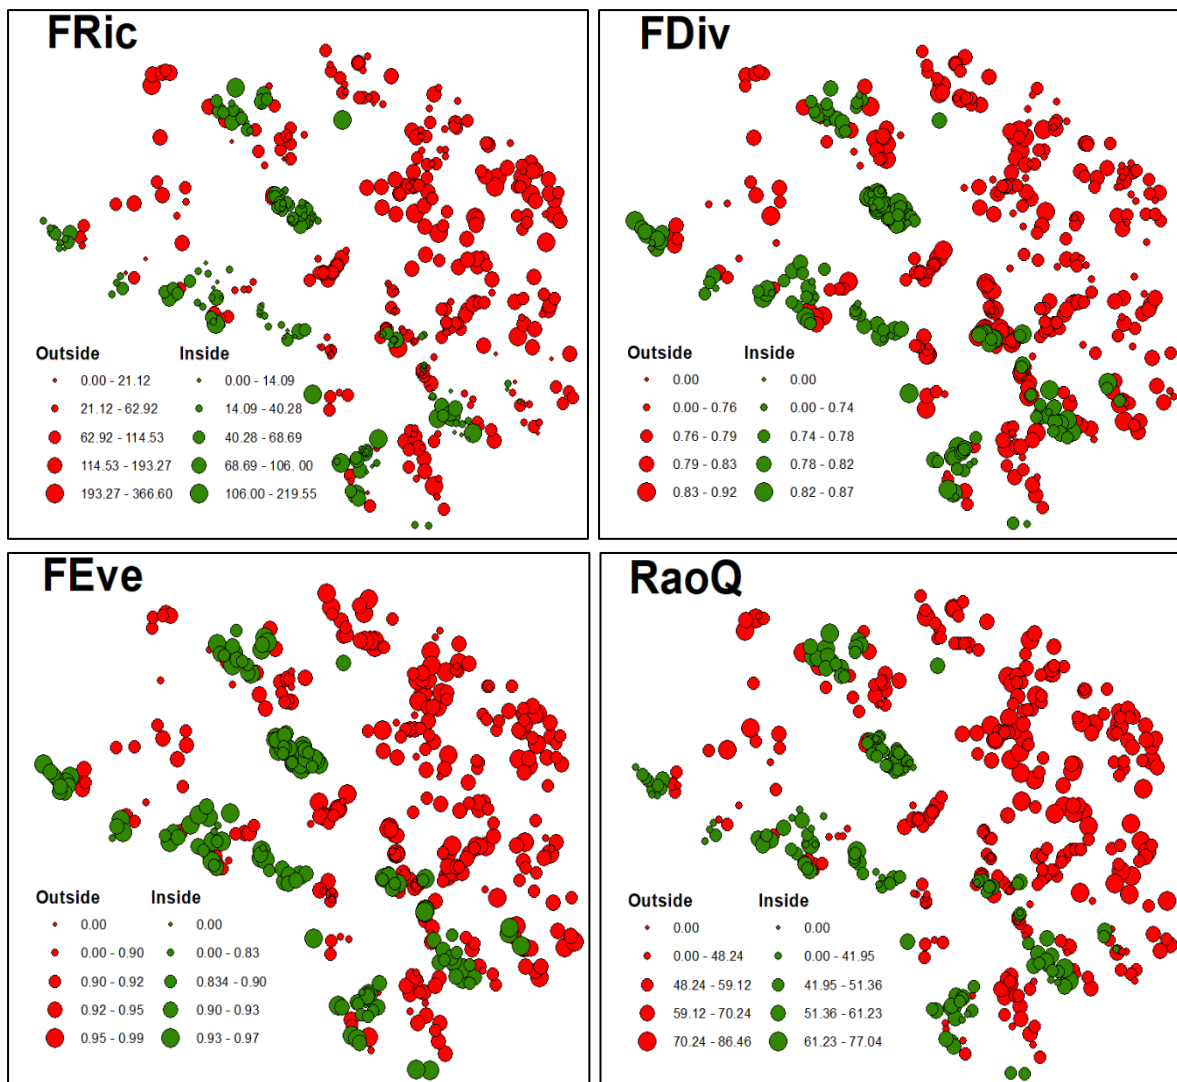 FRic
Outside Inside
0.00 - 21.12 0.00 - 14.09
21.12 - 62.92 14.09 - 40.28
62.92 - 114.53 40.28 - 68.69
114.53 - 193.27 68.69 - 106. 00
193.27 - 366.60 106.00 - 219.55
FDiv
Outside Inside
0.00 0.00
0.00 - 0.76 0.00 - 0.74
0.76 - 0.79 0.74 - 0.78
0.79 - 0.83 0.78 - 0.82
0.83 - 0.92 0.82 - 0.87
FEve
Outside Inside
0.00 0.00
0.00 - 0.90 0.00 - 0.83
0.90 - 0.92 0.834 - 0.90
0.92 - 0.95 0.90 - 0.93
0.95 - 0.99 0.93 - 0.97
RaoQ
Outside Inside
0.00 0.00
0.00 - 48.24 0.00 - 41.95
48.24 - 59.12 41.95 - 51.36
59.12 - 70.24 51.36 - 61.23
70.24 - 86.46 61.23 - 77.04